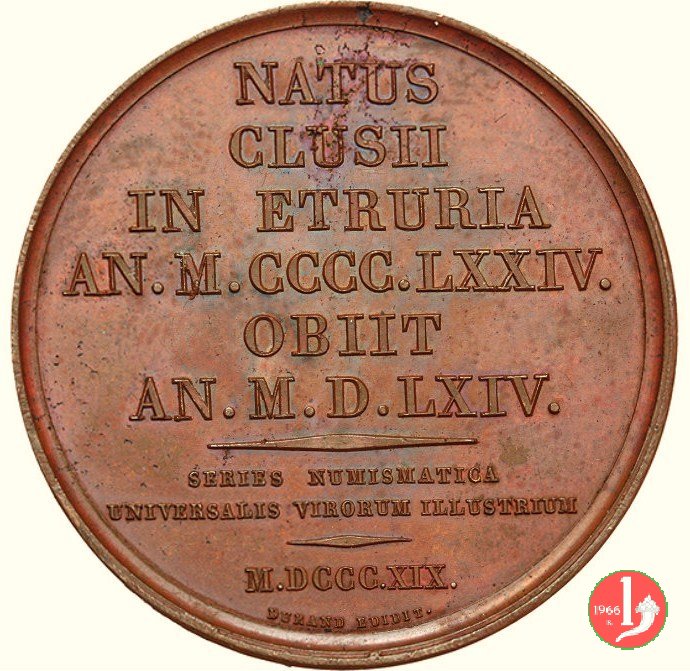 NATUS
CLUSII
IN ETRURIA
AN. M. CCCC. LXXIV.
OBIIT
AN. M. D. LXIV.
SERIES NUMISMATICA
UNIVERSALIS VIRORUM ILLUSTRIUM
M. DCCC. XIX.
DURAND EDIDIT.
1966